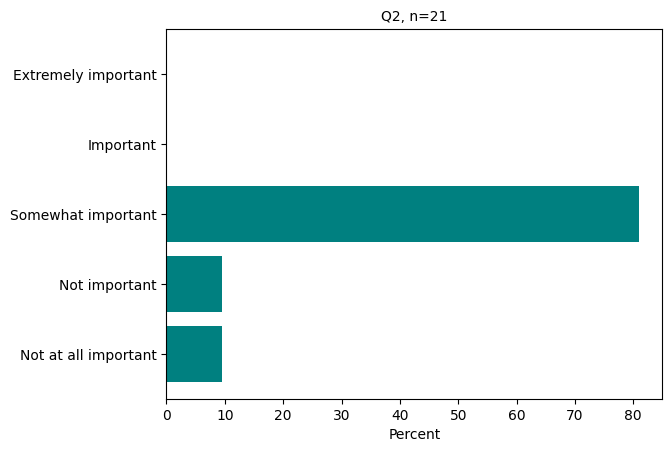 Q2, n=21
Extremely important
Important
Somewhat important
Not important
Not at all important
0 10 20 30 40 50 60 70 80
Percent